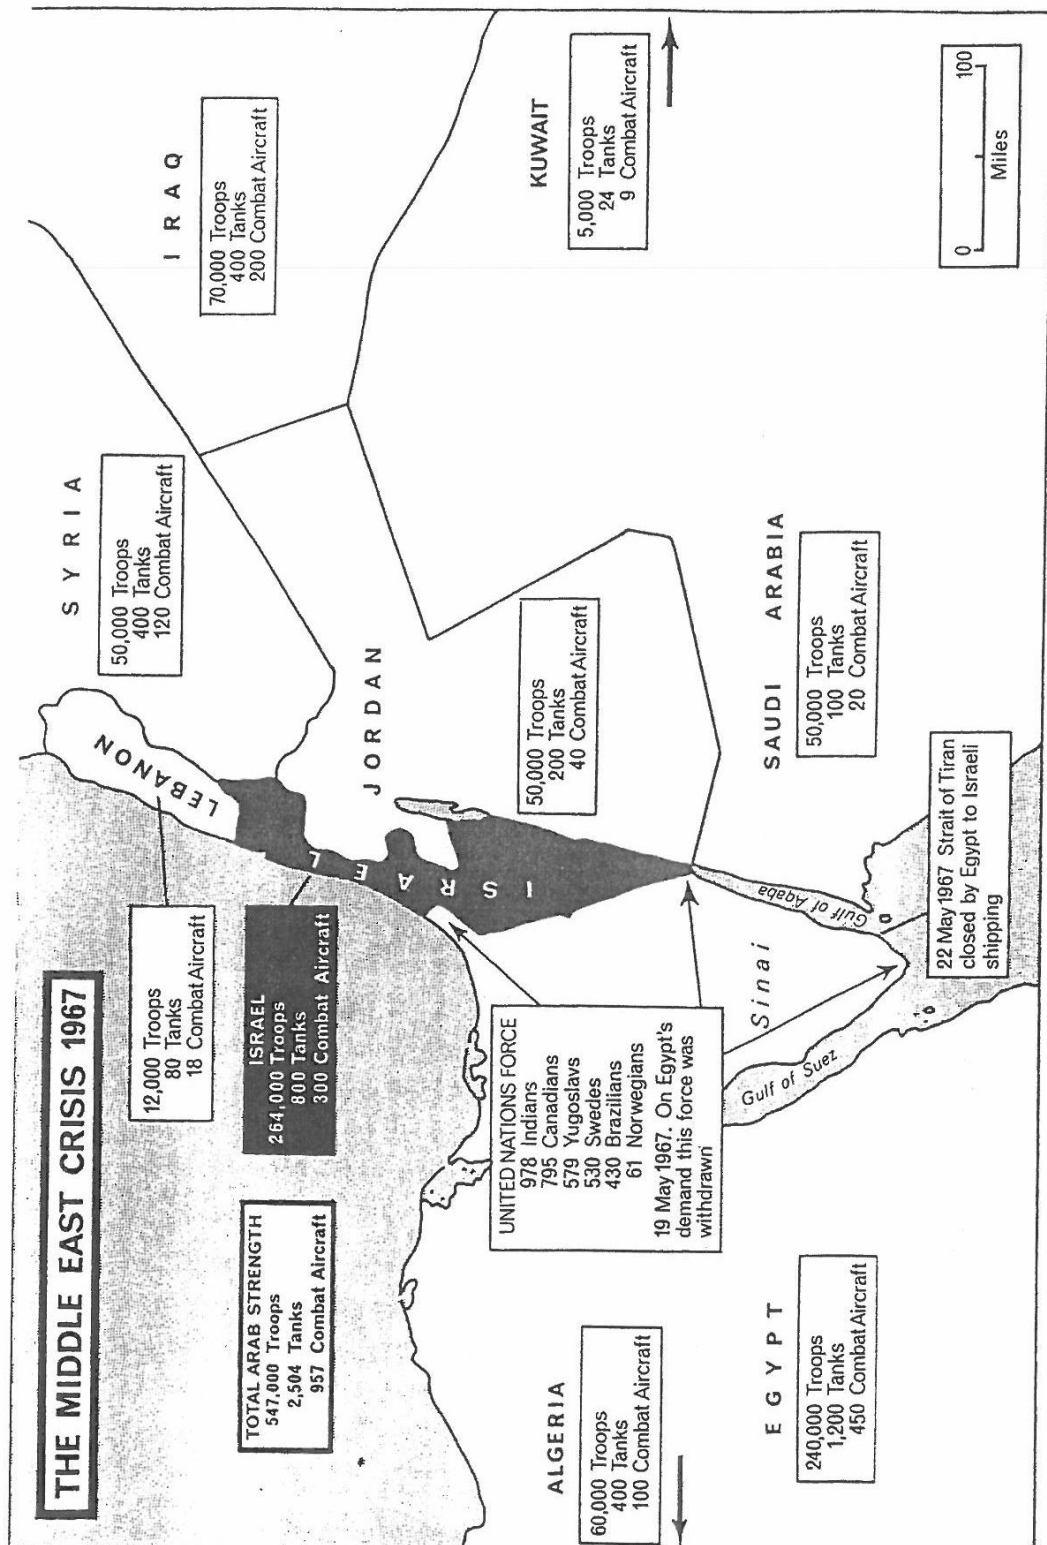 THE MIDDLE EAST CRISIS 1967
LEBANON
12,000 Troops
80 Tanks
18 Combat Aircraft
SYRIA
50,000 Troops
400 Tanks
120 Combat Aircraft
IRAQ
70,000 Troops
400 Tanks
200 Combat Aircraft
ISRAEL
264,000 Troops
800 Tanks
300 Combat Aircraft
TOTAL ARAB STRENGTH
547,000 Troops
2,504 Tanks
957 Combat Aircraft
ISRAEL
JORDAN
50,000 Troops
200 Tanks
40 Combat Aircraft
KUWAIT
5,000 Troops
24 Tanks
9 Combat Aircraft
UNITED NATIONS FORCE
978 Indians
795 Canadians
579 Yugoslavs
530 Swedes
430 Brazilians
61 Norwegians
19 May 1967. On Egypt's
demand this force was
withdrawn
ALGERIA
60,000 Troops
400 Tanks
100 Combat Aircraft
Sinai
Gulf of Suez
Gulf of Aqaba
SAUDI ARABIA
50,000 Troops
100 Tanks
20 Combat Aircraft
EGYPT
240,000 Troops
1,200 Tanks
450 Combat Aircraft
22 May 1967 Strait of Tiran
closed by Egypt to Israeli
shipping
0 100
Miles